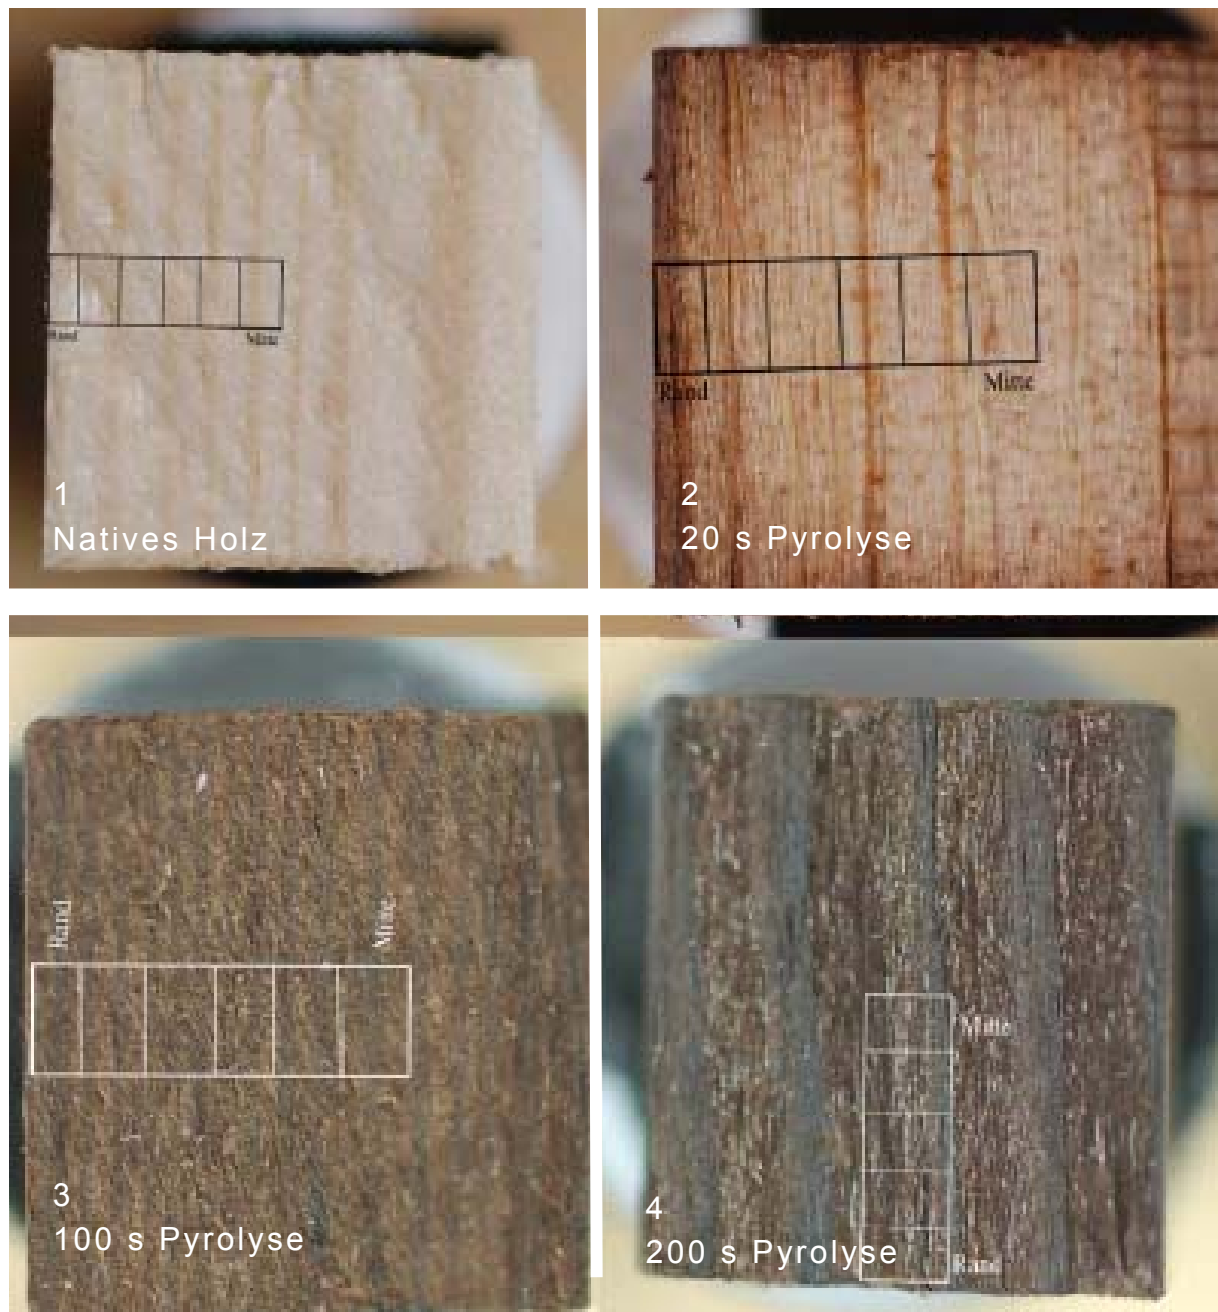 Rand
Mitte
1
Natives Holz
Rand
Mitte
2
20 s Pyrolyse
Rand
Mitte
3
100 s Pyrolyse
Mitte
4
200 s Pyrolyse
Rand